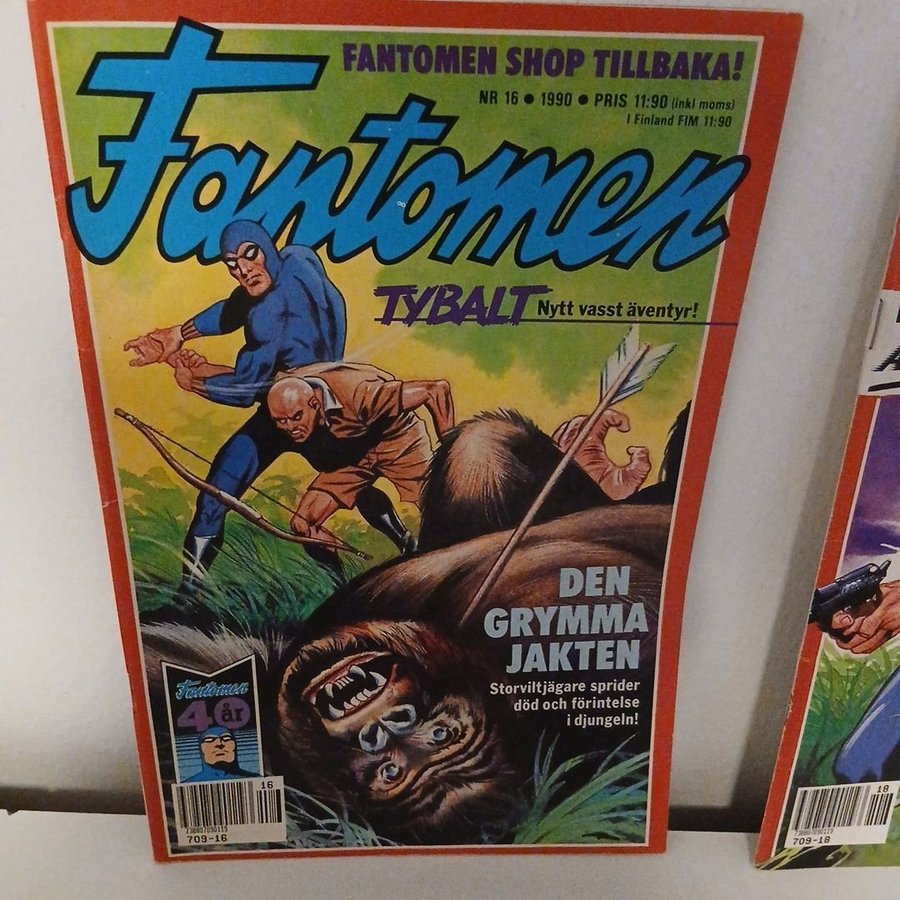 FANTOMEN SHOP TILLBAKA!
NR 16 • 1990 • PRIS 11:90 (inkl moms)
I Finland FIM 11:90
Fantomen
TYBALT Nytt vasst äventyr!
DEN
GRYMMA
JAKTEN
Storviltjägare sprider
död och förintelse
i djungeln!
Fantomen
40 år
16
709-16
18
709-18